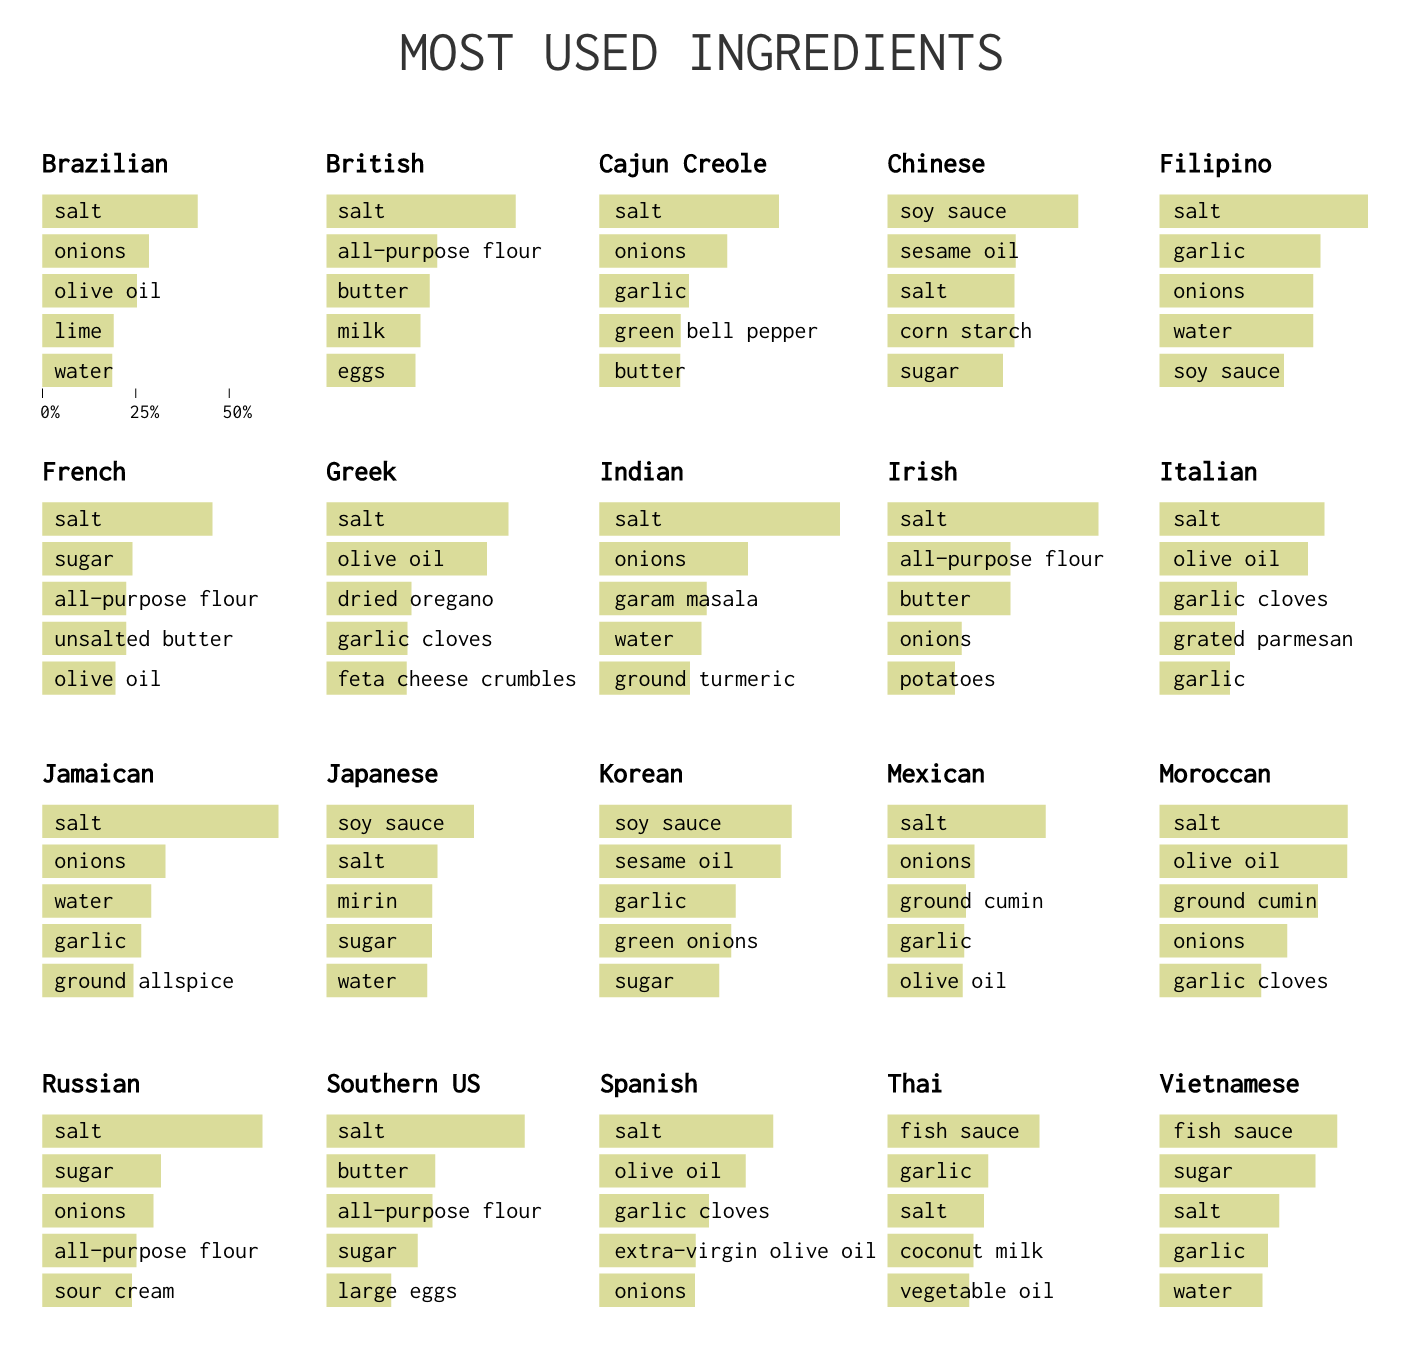 MOST USED INGREDIENTS
Brazilian
salt
onions
olive oil
lime
water
0% 25% 50%
British
salt
all-purpose flour
butter
milk
eggs
Cajun Creole
salt
onions
garlic
green bell pepper
butter
Chinese
soy sauce
sesame oil
salt
corn starch
sugar
Filipino
salt
garlic
onions
water
soy sauce
French
salt
sugar
all-purpose flour
unsalted butter
olive oil
Greek
salt
olive oil
dried oregano
garlic cloves
feta cheese crumbles
Indian
salt
onions
garam masala
water
ground turmeric
Irish
salt
all-purpose flour
butter
onions
potatoes
Italian
salt
olive oil
garlic cloves
grated parmesan
garlic
Jamaican
salt
onions
water
garlic
ground allspice
Japanese
soy sauce
salt
mirin
sugar
water
Korean
soy sauce
sesame oil
garlic
green onions
sugar
Mexican
salt
onions
ground cumin
garlic
olive oil
Moroccan
salt
olive oil
ground cumin
onions
garlic cloves
Russian
salt
sugar
onions
all-purpose flour
sour cream
Southern US
salt
butter
all-purpose flour
sugar
large eggs
Spanish
salt
olive oil
garlic cloves
extra-virgin olive oil
onions
Thai
fish sauce
garlic
salt
coconut milk
vegetable oil
Vietnamese
fish sauce
sugar
salt
garlic
water